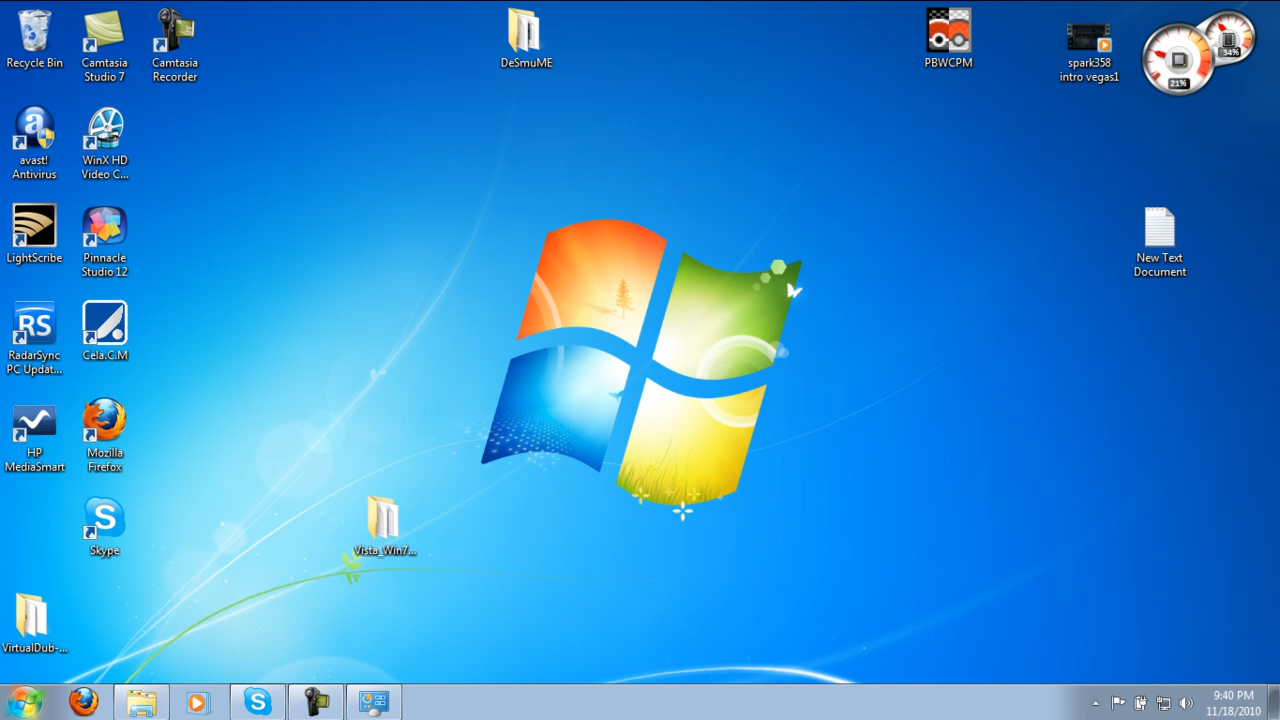 Recycle Bin
Camtasia
Studio 7
Camtasia
Recorder
DeSmuME
PBWCPM
spark358
intro vegas1
21%
34%
avast!
Antivirus
WinX HD
Video C...
LightScribe
Pinnacle
Studio 12
New Text
Document
RS
RadarSync
PC Updat...
Cela.C.M
HP
MediaSmart
Mozilla
Firefox
S
Skype
Vista_Win7...
VirtualDub-...
S
9:40 PM
11/18/2010